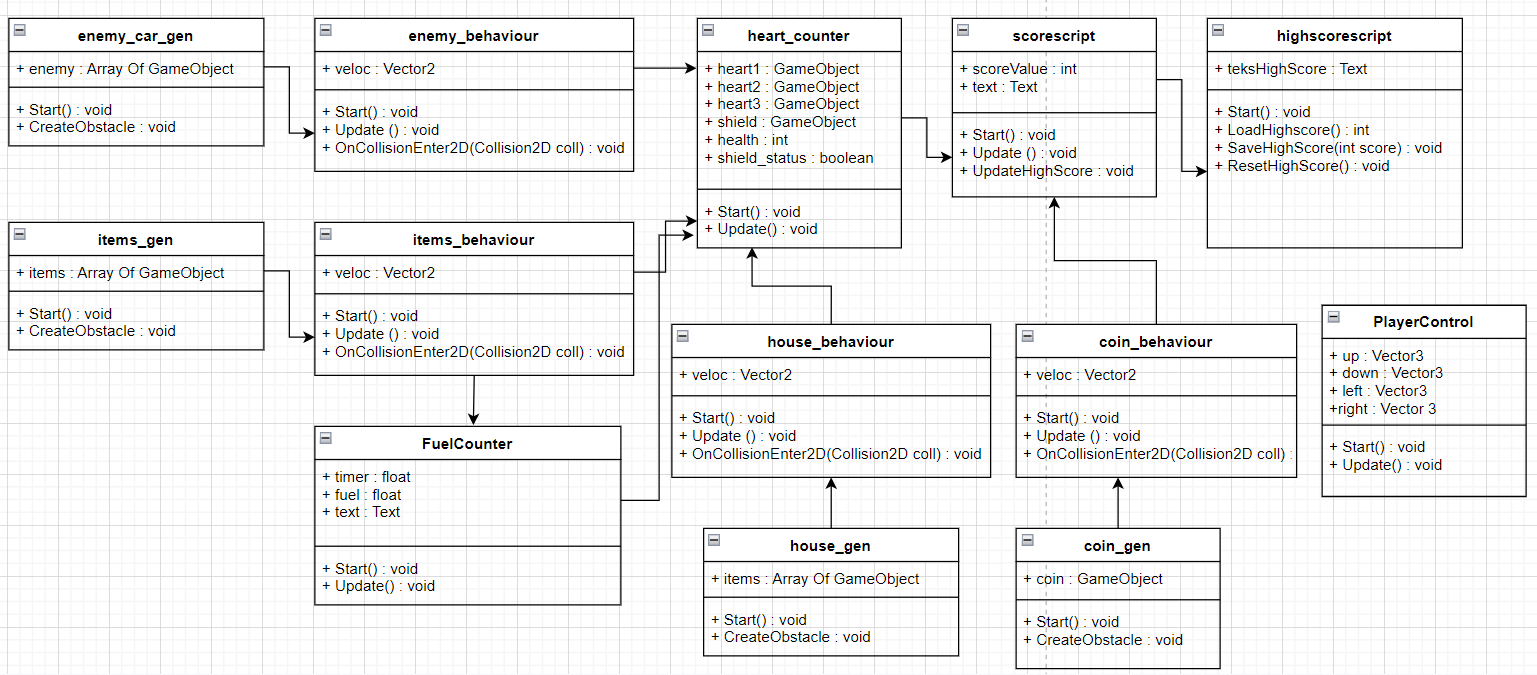 enemy_car_gen
+ enemy : Array Of GameObject
+ Start() : void
+ CreateObstacle : void
enemy_behaviour
+ veloc : Vector2
+ Start() : void
+ Update () : void
+ OnCollisionEnter2D(Collision2D coll) : void
heart_counter
+ heart1 : GameObject
+ heart2 : GameObject
+ heart3 : GameObject
+ shield : GameObject
+ health : int
+ shield_status : boolean
+ Start() : void
+ Update() : void
scorescript
+ scoreValue : int
+ text : Text
+ Start() : void
+ Update () : void
+ UpdateHighScore : void
highscorescript
+ teksHighScore : Text
+ Start() : void
+ LoadHighscore() : int
+ SaveHighScore(int score) : void
+ ResetHighScore() : void
items_gen
+ items : Array Of GameObject
+ Start() : void
+ CreateObstacle : void
items_behaviour
+ veloc : Vector2
+ Start() : void
+ Update () : void
+ OnCollisionEnter2D(Collision2D coll) : void
house_behaviour
+ veloc : Vector2
+ Start() : void
+ Update () : void
+ OnCollisionEnter2D(Collision2D coll) : void
coin_behaviour
+ veloc : Vector2
+ Start() : void
+ Update () : void
+ OnCollisionEnter2D(Collision2D coll) :
PlayerControl
+ up : Vector3
+ down : Vector3
+ left : Vector3
+right : Vector 3
+ Start() : void
+ Update() : void
FuelCounter
+ timer : float
+ fuel : float
+ text : Text
+ Start() : void
+ Update() : void
house_gen
+ items : Array Of GameObject
+ Start() : void
+ CreateObstacle : void
coin_gen
+ coin : GameObject
+ Start() : void
+ CreateObstacle : void